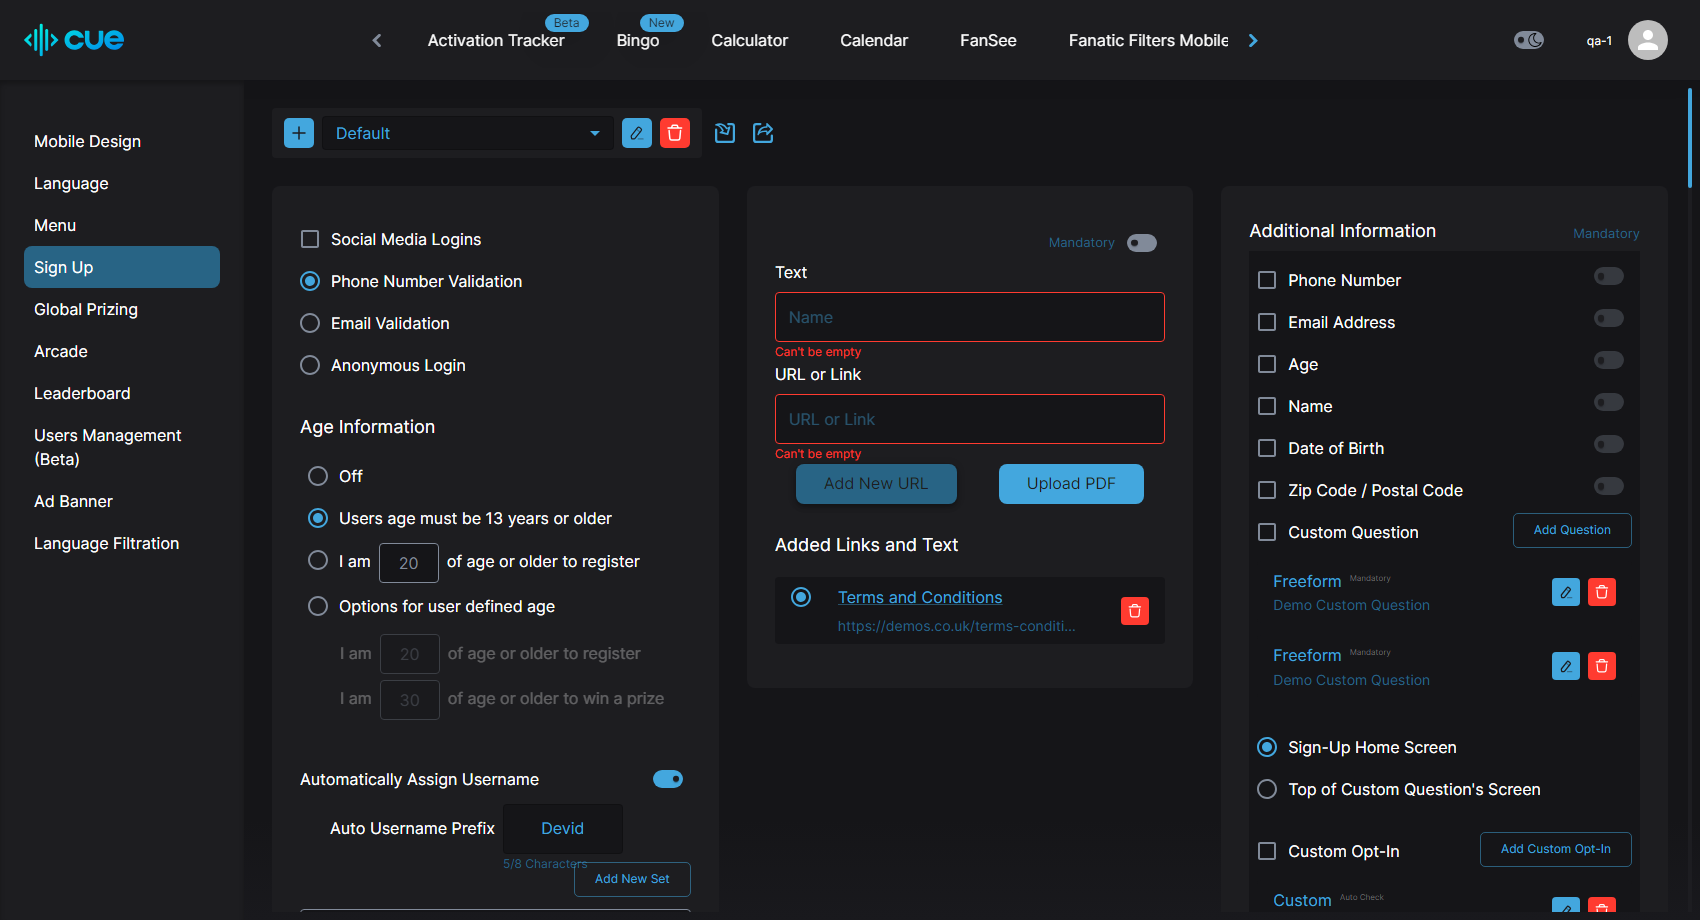 cue
Activation Tracker
Beta
Bingo
New
Calculator
Calendar
FanSee
Fanatic Filters Mobile
qa-1
Mobile Design
Language
Menu
Sign Up
Global Prizing
Arcade
Leaderboard
Users Management
(Beta)
Ad Banner
Language Filtration
Default
Social Media Logins
Phone Number Validation
Email Validation
Anonymous Login
Age Information
Off
Users age must be 13 years or older
I am 20 of age or older to register
Options for user defined age
I am 20 of age or older to register
I am 30 of age or older to win a prize
Automatically Assign Username
Auto Username Prefix Devid
5/8 Characters
Add New Set
Mandatory
Text
Name
Can't be empty
URL or Link
URL or Link
Can't be empty
Add New URL
Upload PDF
Added Links and Text
Terms and Conditions
https://demos.co.uk/terms-conditi...
Additional Information
Mandatory
Phone Number
Email Address
Age
Name
Date of Birth
Zip Code / Postal Code
Custom Question
Add Question
Freeform Mandatory
Demo Custom Question
Freeform Mandatory
Demo Custom Question
Sign-Up Home Screen
Top of Custom Question's Screen
Custom Opt-In
Add Custom Opt-In
Custom Auto Check